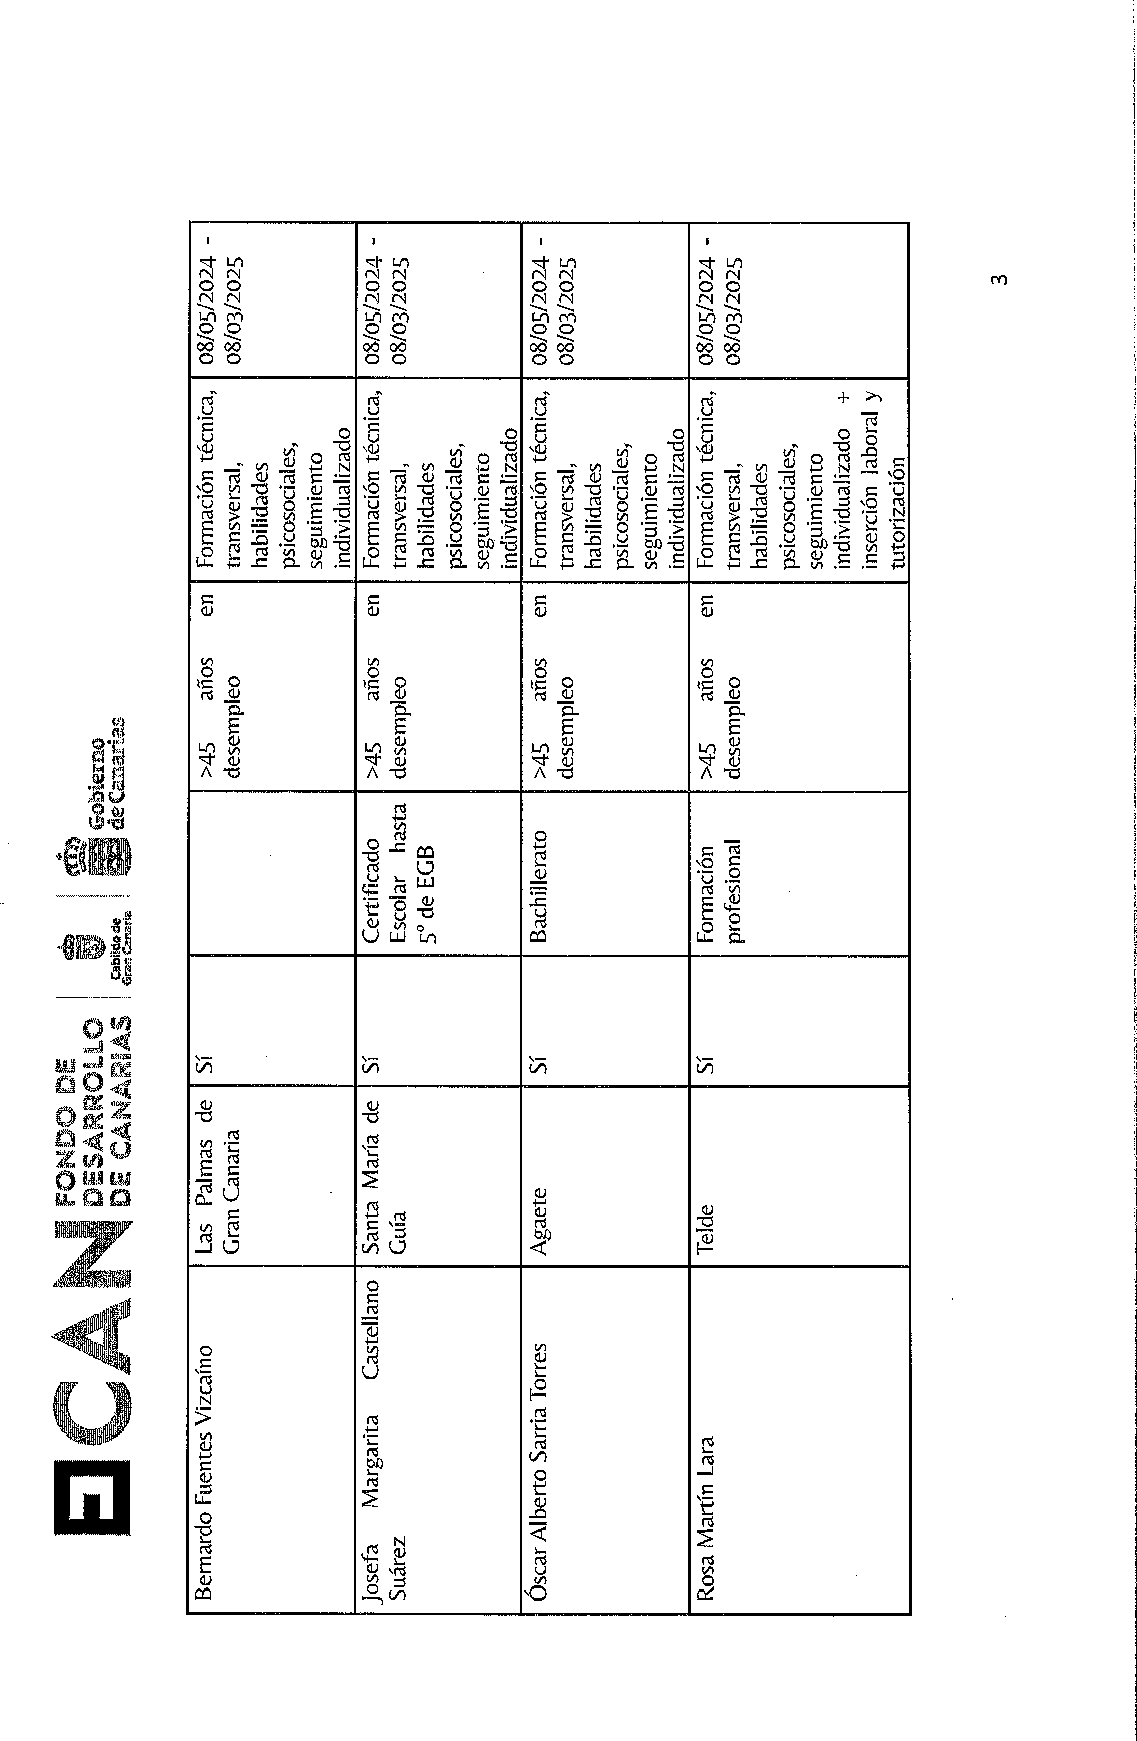 CAN
FONDO DE
DESARROLLO
DE CANARIAS
Cabildo de
Gran Canaria
Gobierno
de Canarias
Bernardo Fuentes Vizcaíno
Las Palmas de
Gran Canaria
Sí
>45 años en
desempleo
Formación técnica,
transversal,
habilidades
psicosociales,
seguimiento
individualizado
08/05/2024 -
08/03/2025
Josefa Margarita Castellano
Suárez
Santa María de
Guía
Sí
Certificado
Escolar hasta
5º de EGB
>45 años en
desempleo
Formación técnica,
transversal,
habilidades
psicosociales,
seguimiento
individualizado
08/05/2024 -
08/03/2025
Óscar Alberto Sarria Torres
Agaete
Sí
Bachillerato
>45 años en
desempleo
Formación técnica,
transversal,
habilidades
psicosociales,
seguimiento
individualizado
08/05/2024 -
08/03/2025
Rosa Martín Lara
Telde
Sí
Formación
profesional
>45 años en
desempleo
Formación técnica,
transversal,
habilidades
psicosociales,
seguimiento
individualizado +
inserción laboral y
tutorización
08/05/2024 -
08/03/2025
3